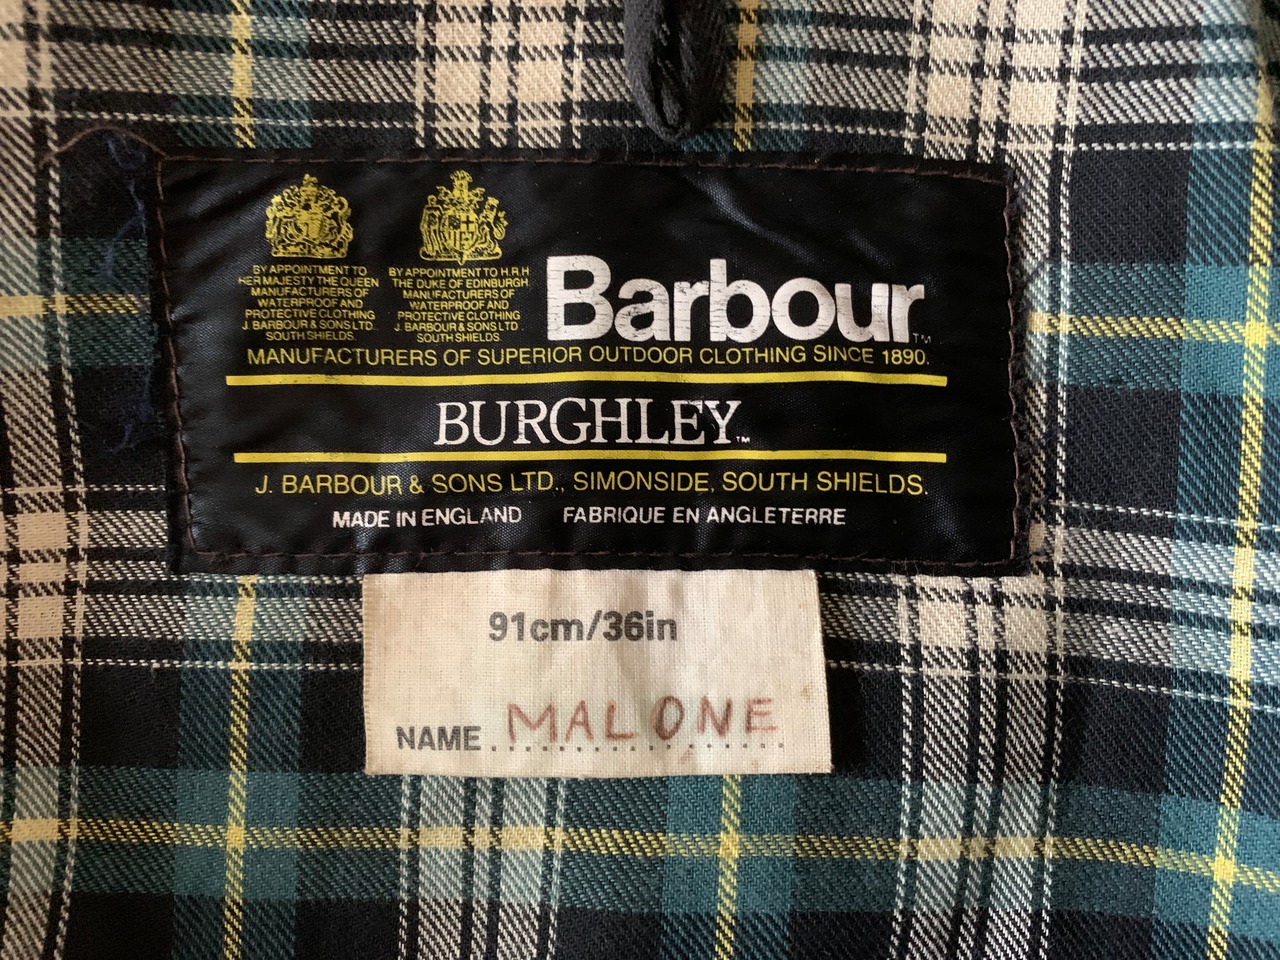 BY APPOINTMENT TO
HER MAJESTY THE QUEEN
MANUFACTURERS OF
WATERPROOF AND
PROTECTIVE CLOTHING
J. BARBOUR & SONS LTD.
SOUTH SHIELDS.
BY APPOINTMENT TO H.R.H
THE DUKE OF EDINBURGH
MANUFACTURERS OF
WATERPROOF AND
PROTECTIVE CLOTHING
J. BARBOUR & SONS LTD.
SOUTH SHIELDS.
Barbour™
MANUFACTURERS OF SUPERIOR OUTDOOR CLOTHING SINCE 1890.
BURGHLEY™
J. BARBOUR & SONS LTD., SIMONSIDE, SOUTH SHIELDS.
MADE IN ENGLAND FABRIQUE EN ANGLETERRE
91cm/36in
NAME MALONE